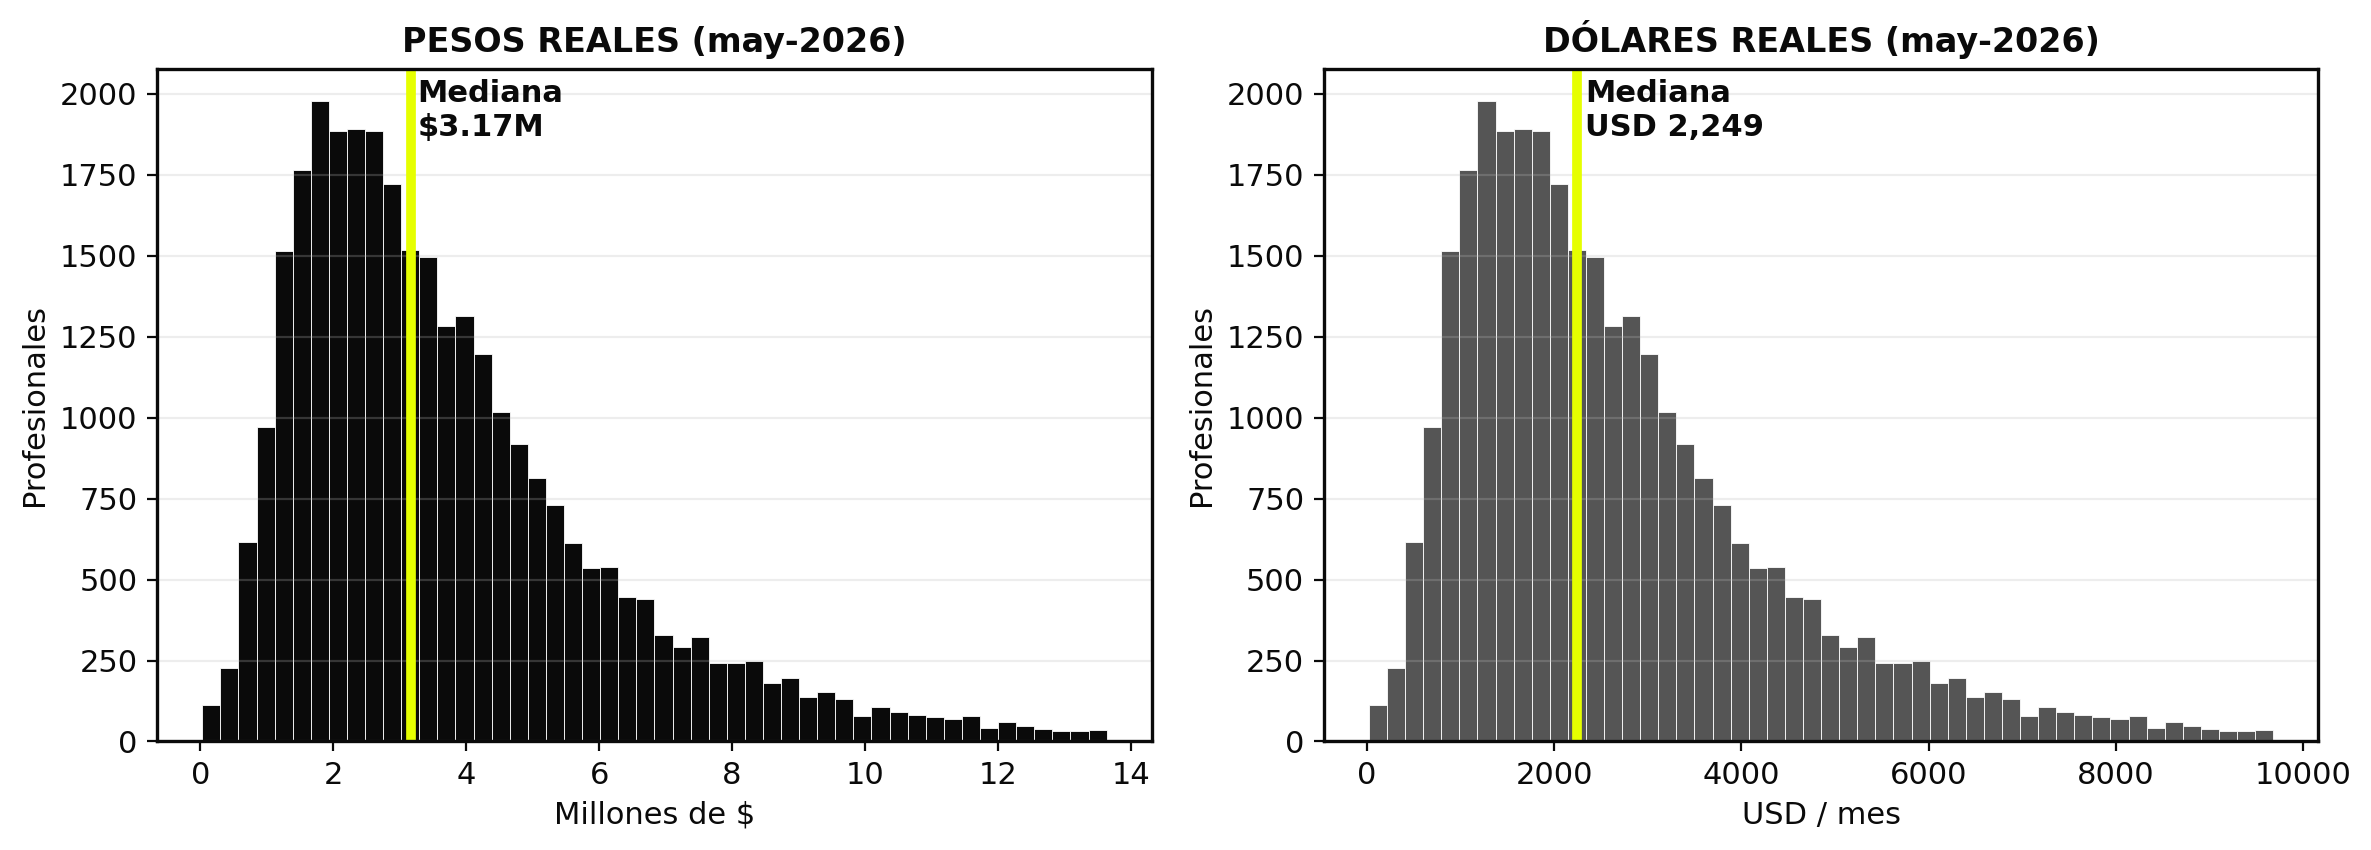 PESOS REALES (may-2026)
Mediana
$3.17M
Profesionales
2000
1750
1500
1250
1000
750
500
250
0
0 2 4 6 8 10 12 14
Millones de $
DÓLARES REALES (may-2026)
Mediana
USD 2,249
Profesionales
2000
1750
1500
1250
1000
750
500
250
0
0 2000 4000 6000 8000 10000
USD / mes